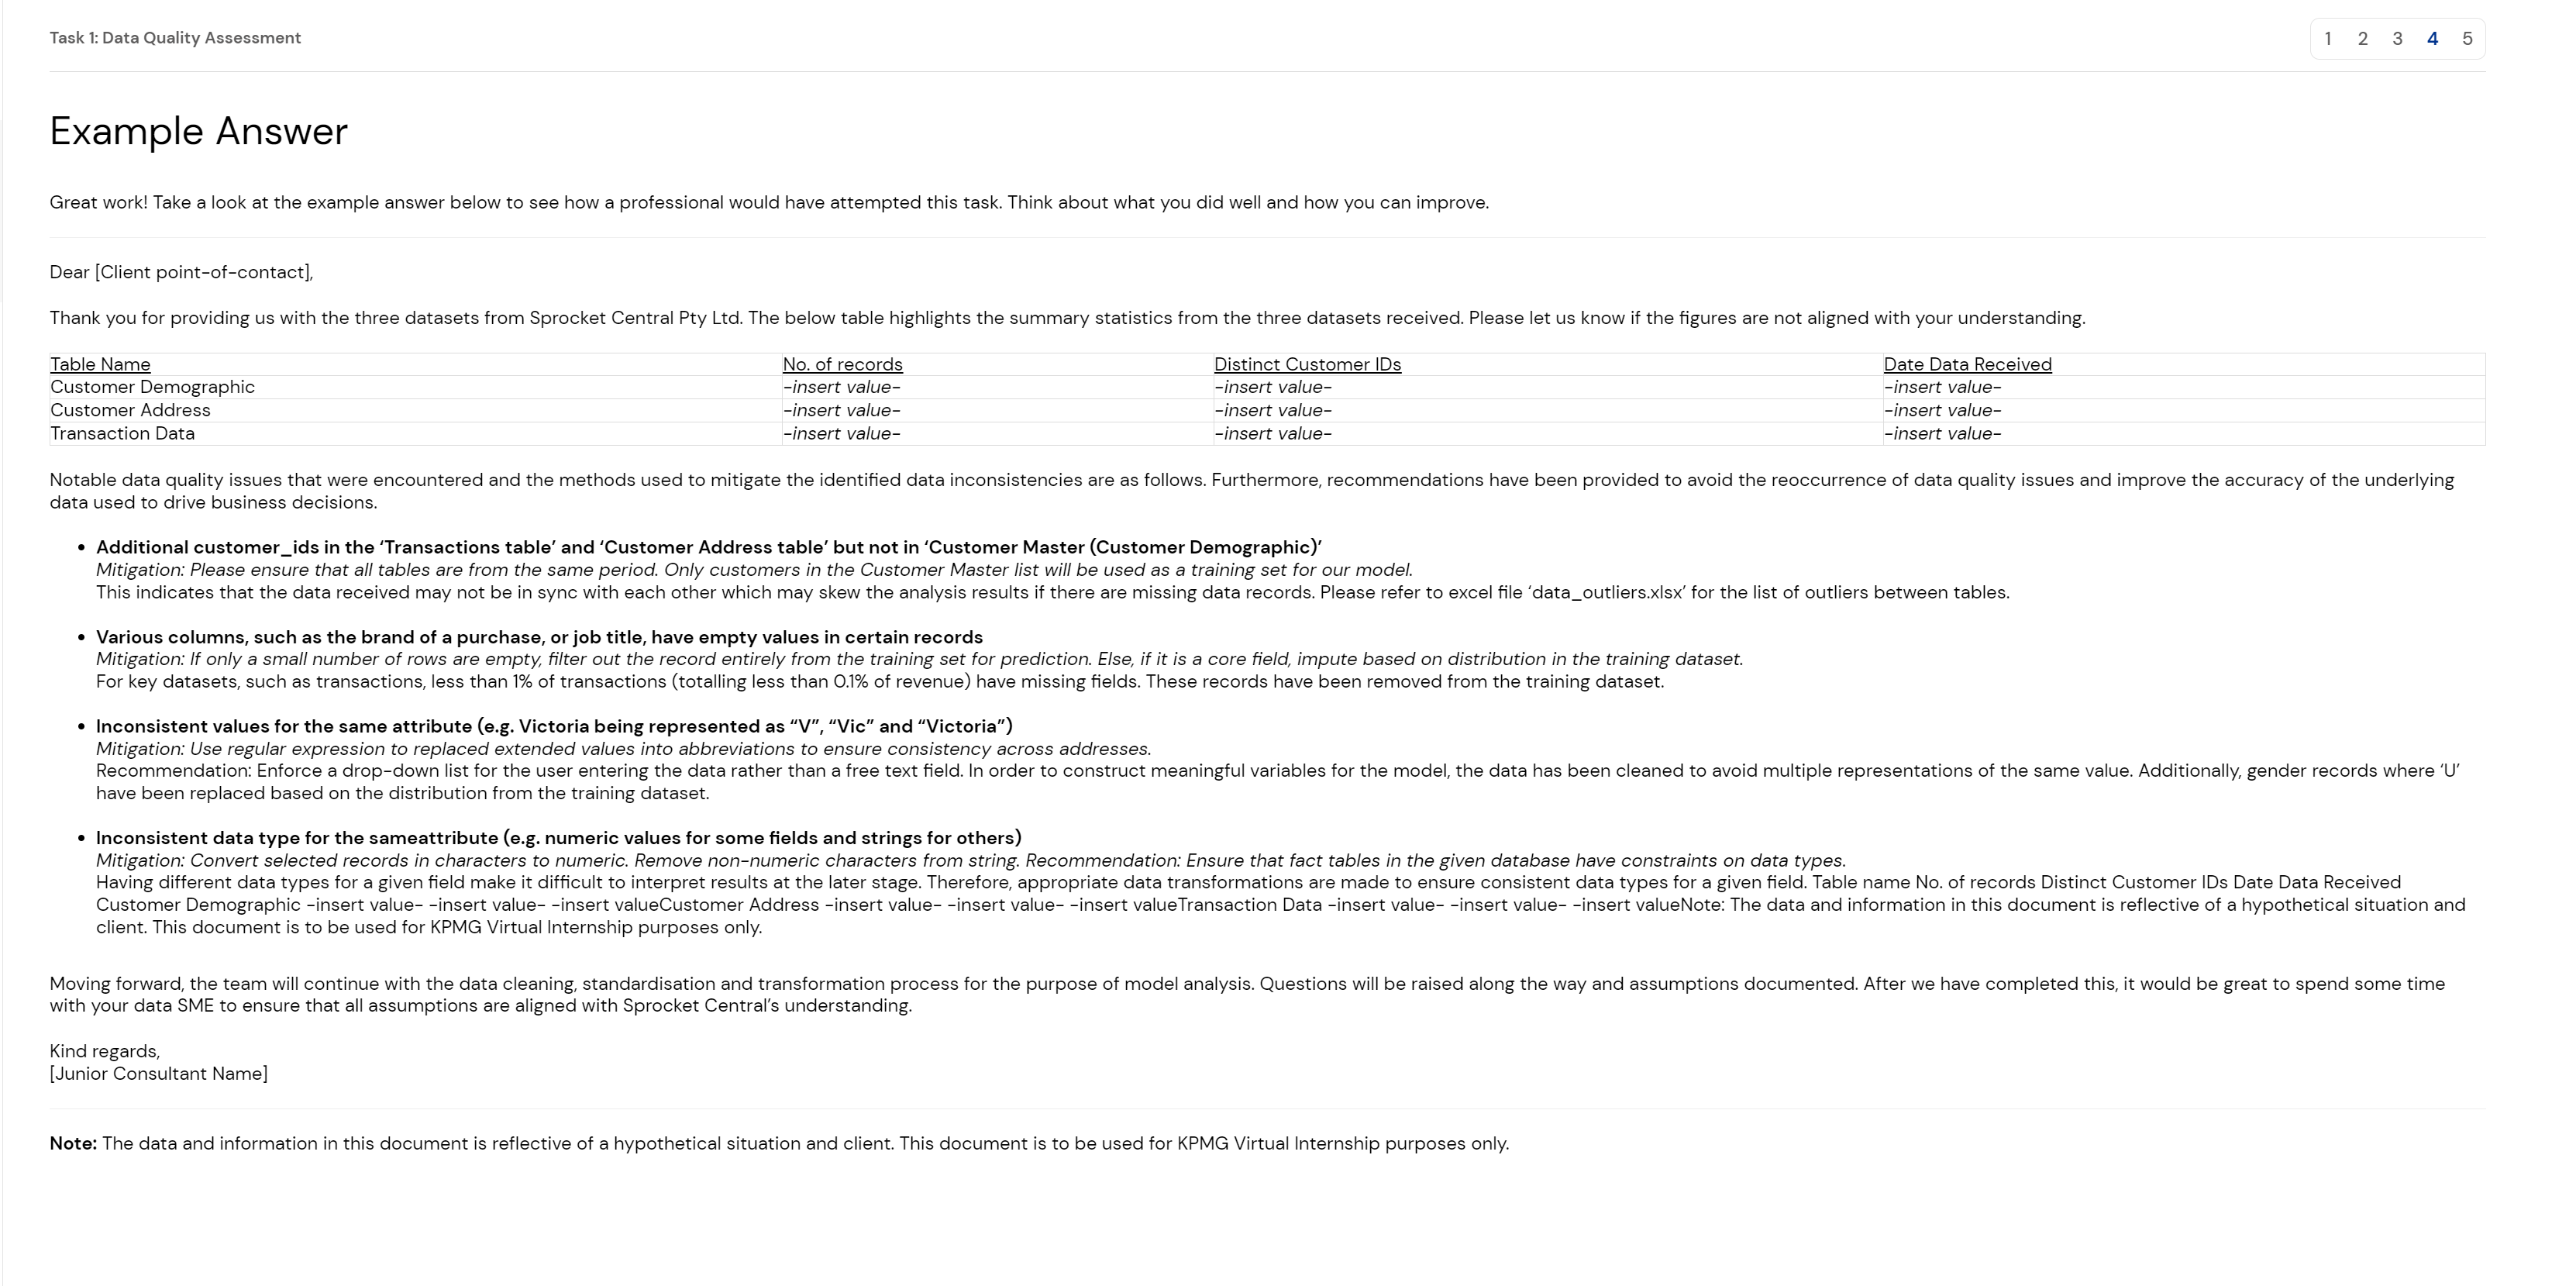 Task 1: Data Quality Assessment
1 2 3 4 5
Example Answer
Great work! Take a look at the example answer below to see how a professional would have attempted this task. Think about what you did well and how you can improve.
Dear [Client point-of-contact],
Thank you for providing us with the three datasets from Sprocket Central Pty Ltd. The below table highlights the summary statistics from the three datasets received. Please let us know if the figures are not aligned with your understanding.
Table Name No. of records Distinct Customer IDs Date Data Received
Customer Demographic -insert value- -insert value- -insert value-
Customer Address -insert value- -insert value- -insert value-
Transaction Data -insert value- -insert value- -insert value-
Notable data quality issues that were encountered and the methods used to mitigate the identified data inconsistencies are as follows. Furthermore, recommendations have been provided to avoid the reoccurrence of data quality issues and improve the accuracy of the underlying
data used to drive business decisions.
• Additional customer_ids in the ‘Transactions table’ and ‘Customer Address table’ but not in ‘Customer Master (Customer Demographic)’
Mitigation: Please ensure that all tables are from the same period. Only customers in the Customer Master list will be used as a training set for our model.
This indicates that the data received may not be in sync with each other which may skew the analysis results if there are missing data records. Please refer to excel file ‘data_outliers.xlsx’ for the list of outliers between tables.
• Various columns, such as the brand of a purchase, or job title, have empty values in certain records
Mitigation: If only a small number of rows are empty, filter out the record entirely from the training set for prediction. Else, if it is a core field, impute based on distribution in the training dataset.
For key datasets, such as transactions, less than 1% of transactions (totalling less than 0.1% of revenue) have missing fields. These records have been removed from the training dataset.
• Inconsistent values for the same attribute (e.g. Victoria being represented as “V”, “Vic” and “Victoria”)
Mitigation: Use regular expression to replaced extended values into abbreviations to ensure consistency across addresses.
Recommendation: Enforce a drop-down list for the user entering the data rather than a free text field. In order to construct meaningful variables for the model, the data has been cleaned to avoid multiple representations of the same value. Additionally, gender records where ‘U’
have been replaced based on the distribution from the training dataset.
• Inconsistent data type for the sameattribute (e.g. numeric values for some fields and strings for others)
Mitigation: Convert selected records in characters to numeric. Remove non-numeric characters from string. Recommendation: Ensure that fact tables in the given database have constraints on data types.
Having different data types for a given field make it difficult to interpret results at the later stage. Therefore, appropriate data transformations are made to ensure consistent data types for a given field. Table name No. of records Distinct Customer IDs Date Data Received
Customer Demographic -insert value- -insert value- -insert valueCustomer Address -insert value- -insert value- -insert valueTransaction Data -insert value- -insert value- -insert valueNote: The data and information in this document is reflective of a hypothetical situation and
client. This document is to be used for KPMG Virtual Internship purposes only.
Moving forward, the team will continue with the data cleaning, standardisation and transformation process for the purpose of model analysis. Questions will be raised along the way and assumptions documented. After we have completed this, it would be great to spend some time
with your data SME to ensure that all assumptions are aligned with Sprocket Central’s understanding.
Kind regards,
[Junior Consultant Name]
Note: The data and information in this document is reflective of a hypothetical situation and client. This document is to be used for KPMG Virtual Internship purposes only.